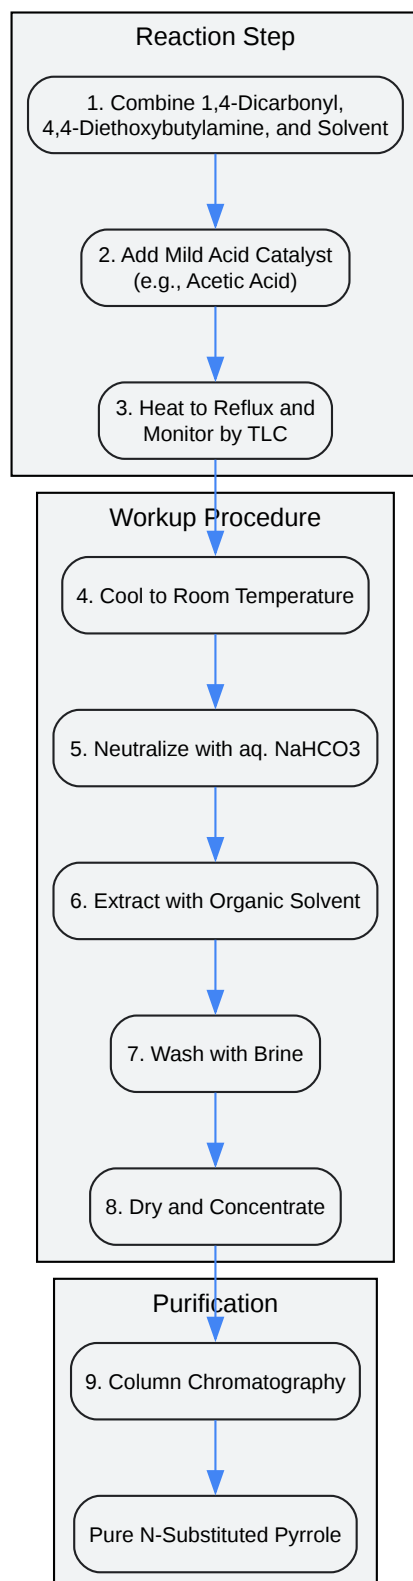 Reaction Step
1. Combine 1,4-Dicarbonyl,
4,4-Diethoxybutylamine, and Solvent
2. Add Mild Acid Catalyst
(e.g., Acetic Acid)
3. Heat to Reflux and
Monitor by TLC
Workup Procedure
4. Cool to Room Temperature
5. Neutralize with aq. NaHCO3
6. Extract with Organic Solvent
7. Wash with Brine
8. Dry and Concentrate
Purification
9. Column Chromatography
Pure N-Substituted Pyrrole